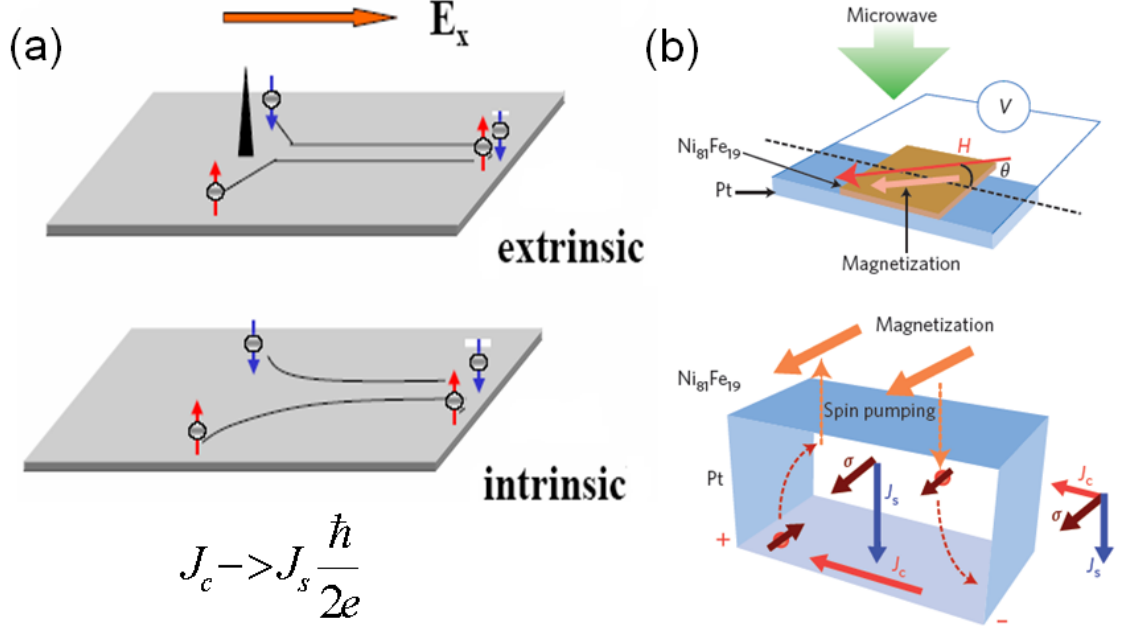 (a)
E_x
extrinsic
intrinsic
J_c -> J_s ħ/2e
(b)
Microwave
V
Ni₈₁Fe₁₉
H
θ
Pt
Magnetization
Magnetization
Ni₈₁Fe₁₉
Spin pumping
Pt
σ
J_s
J_c
+
−
J_c
σ
J_s